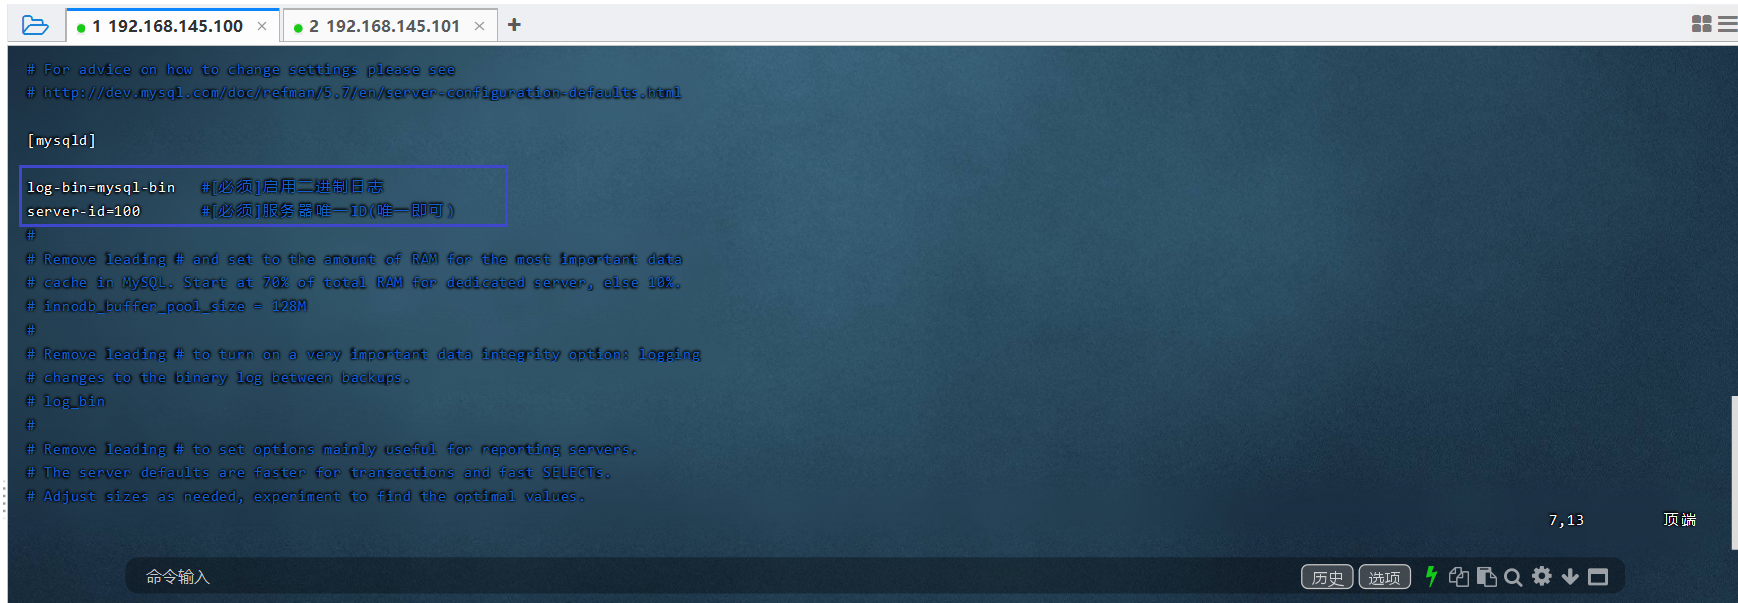 1 192.168.145.100 ×
2 192.168.145.101 ×
+
# For advice on how to change settings please see
# http://dev.mysql.com/doc/refman/5.7/en/server-configuration-defaults.html
[mysqld]
log-bin=mysql-bin #[必须]启用二进制日志
server-id=100 #[必须]服务器唯一ID(唯一即可)
#
# Remove leading # and set to the amount of RAM for the most important data
# cache in MySQL. Start at 70% of total RAM for dedicated server, else 10%.
# innodb_buffer_pool_size = 128M
#
# Remove leading # to turn on a very important data integrity option: logging
# changes to the binary log between backups.
# log_bin
#
# Remove leading # to set options mainly useful for reporting servers.
# The server defaults are faster for transactions and fast SELECTs.
# Adjust sizes as needed, experiment to find the optimal values.
7,13 顶端
命令输入 历史 选项